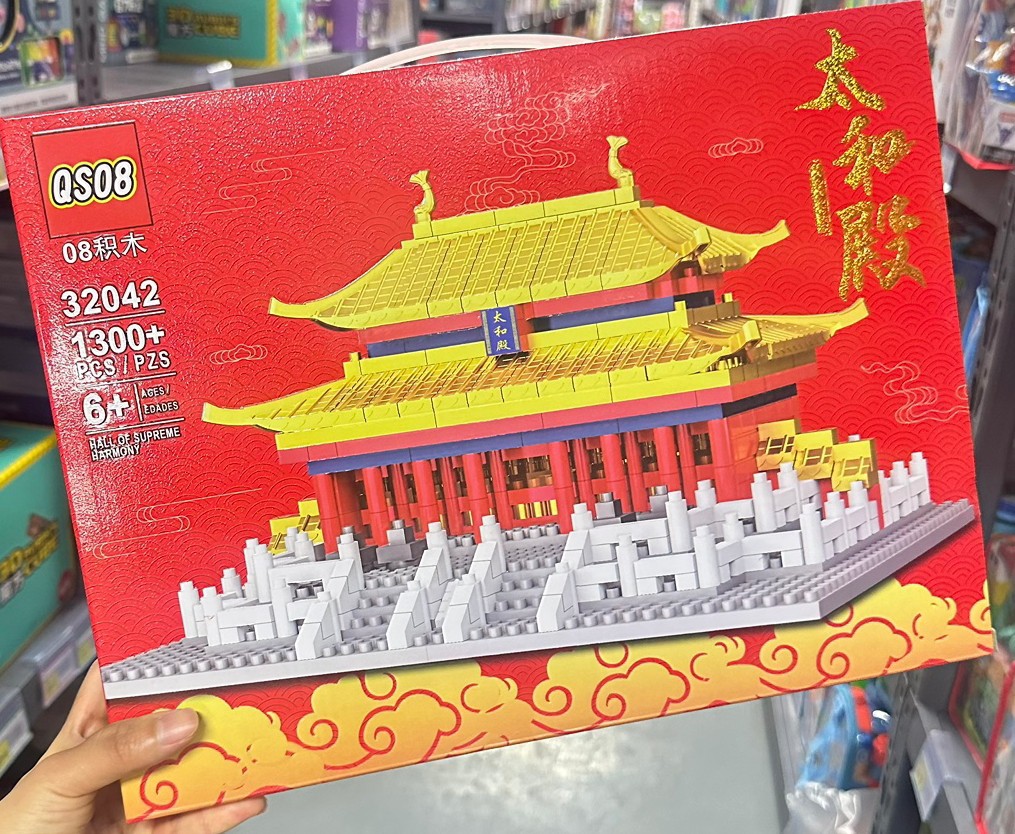 QS08
08积木
32042
1300+
PCS / PZS
6+
AGES /
EDADES
HALL OF SUPREME
HARMONY
太和殿
太和殿